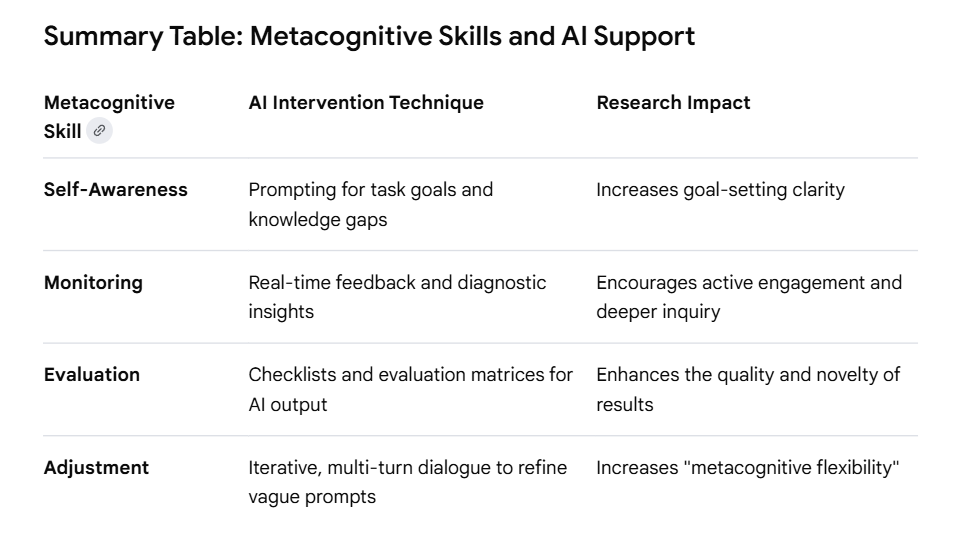 Summary Table: Metacognitive Skills and AI Support
Metacognitive
Skill
AI Intervention Technique
Research Impact
Self-Awareness
Prompting for task goals and
knowledge gaps
Increases goal-setting clarity
Monitoring
Real-time feedback and diagnostic
insights
Encourages active engagement and
deeper inquiry
Evaluation
Checklists and evaluation matrices for
AI output
Enhances the quality and novelty of
results
Adjustment
Iterative, multi-turn dialogue to refine
vague prompts
Increases "metacognitive flexibility"